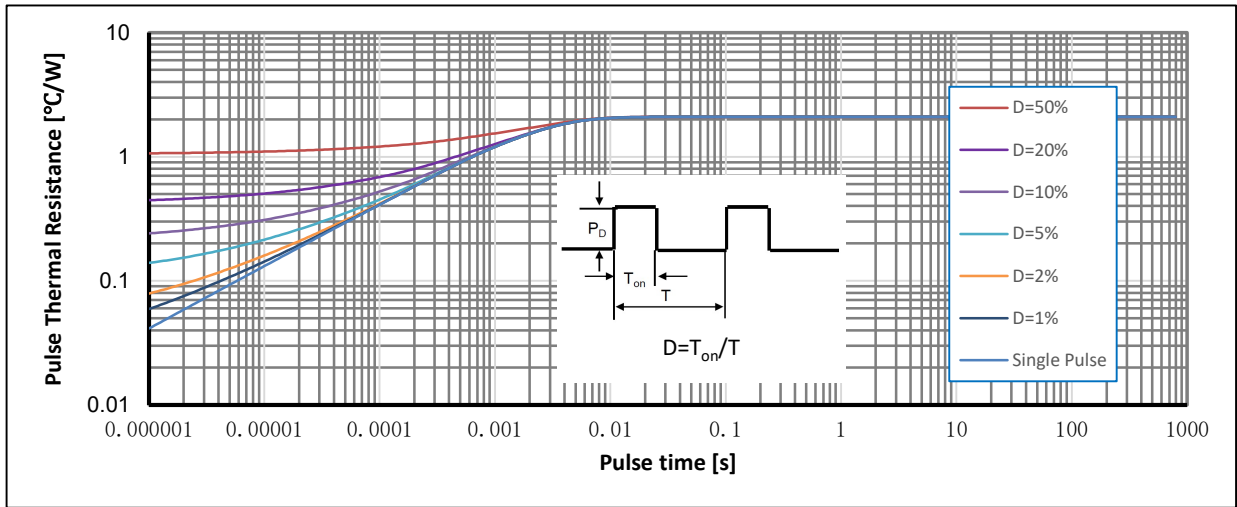 Pulse Thermal Resistance [℃/W]
10
1
0.1
0.01
0.000001 0.00001 0.0001 0.001 0.01 0.1 1 10 100 1000
Pulse time [s]
D=50%
D=20%
D=10%
D=5%
D=2%
D=1%
Single Pulse
P_D
T_on
T
D=T_on/T